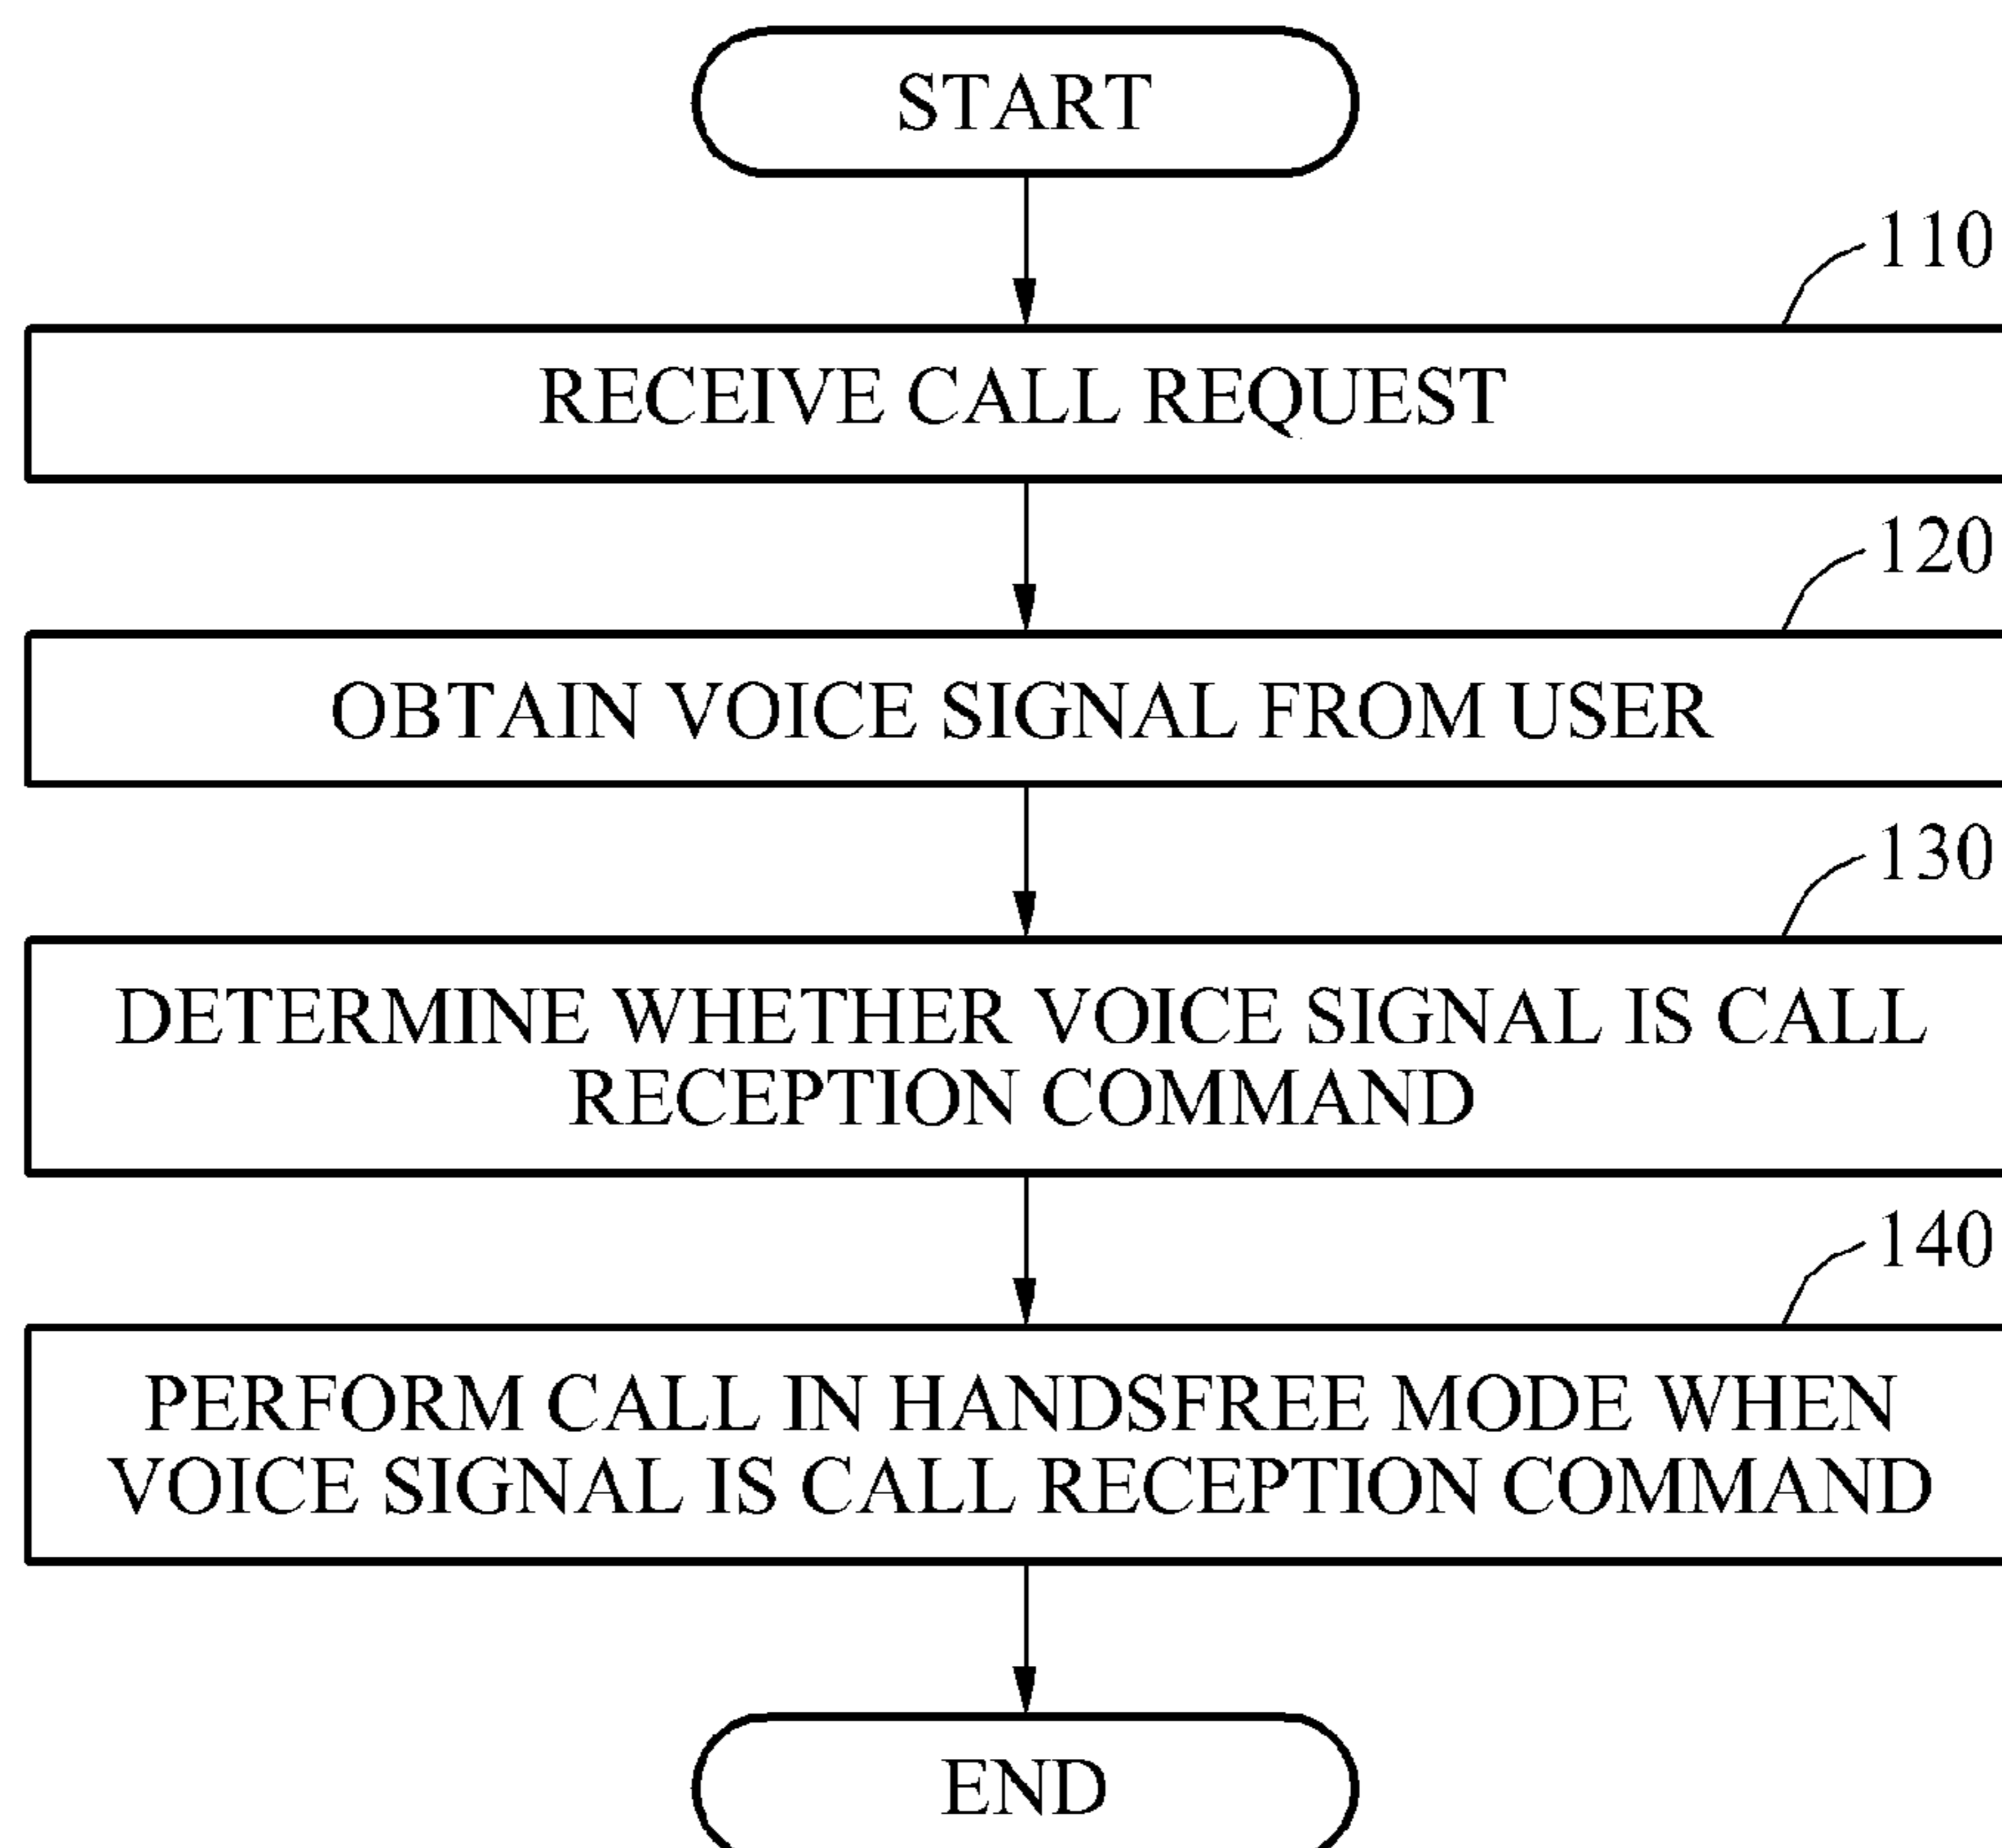 START
110
RECEIVE CALL REQUEST
120
OBTAIN VOICE SIGNAL FROM USER
130
DETERMINE WHETHER VOICE SIGNAL IS CALL
RECEPTION COMMAND
140
PERFORM CALL IN HANDSFREE MODE WHEN
VOICE SIGNAL IS CALL RECEPTION COMMAND
END